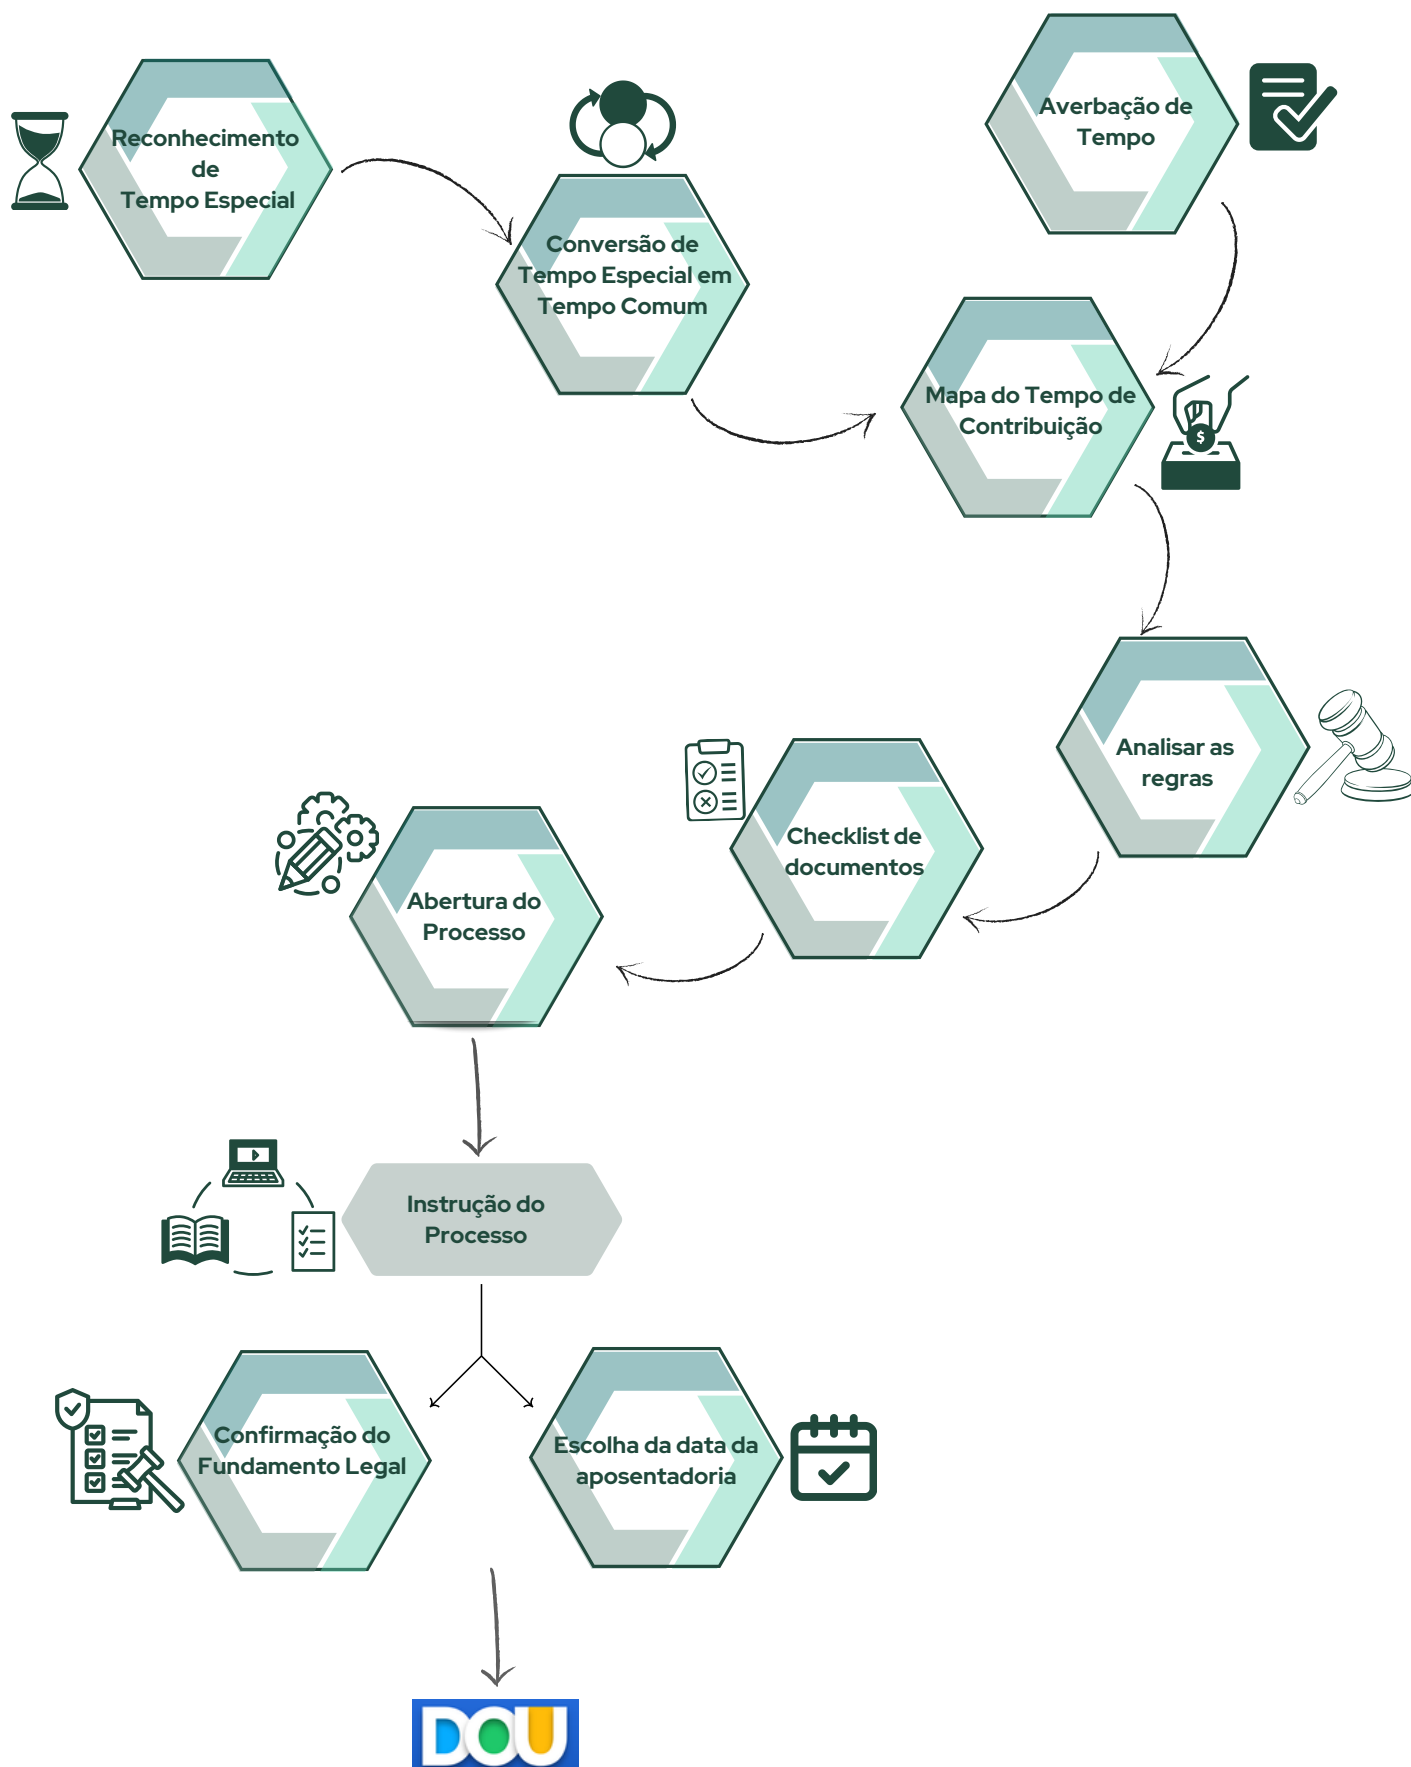 Reconhecimento
de
Tempo Especial
Conversão de
Tempo Especial em
Tempo Comum
Averbação de
Tempo
Mapa do Tempo de
Contribuição
$
Analisar as
regras
Checklist de
documentos
Abertura do
Processo
Instrução do
Processo
Confirmação do
Fundamento Legal
Escolha da data da
aposentadoria
DOU